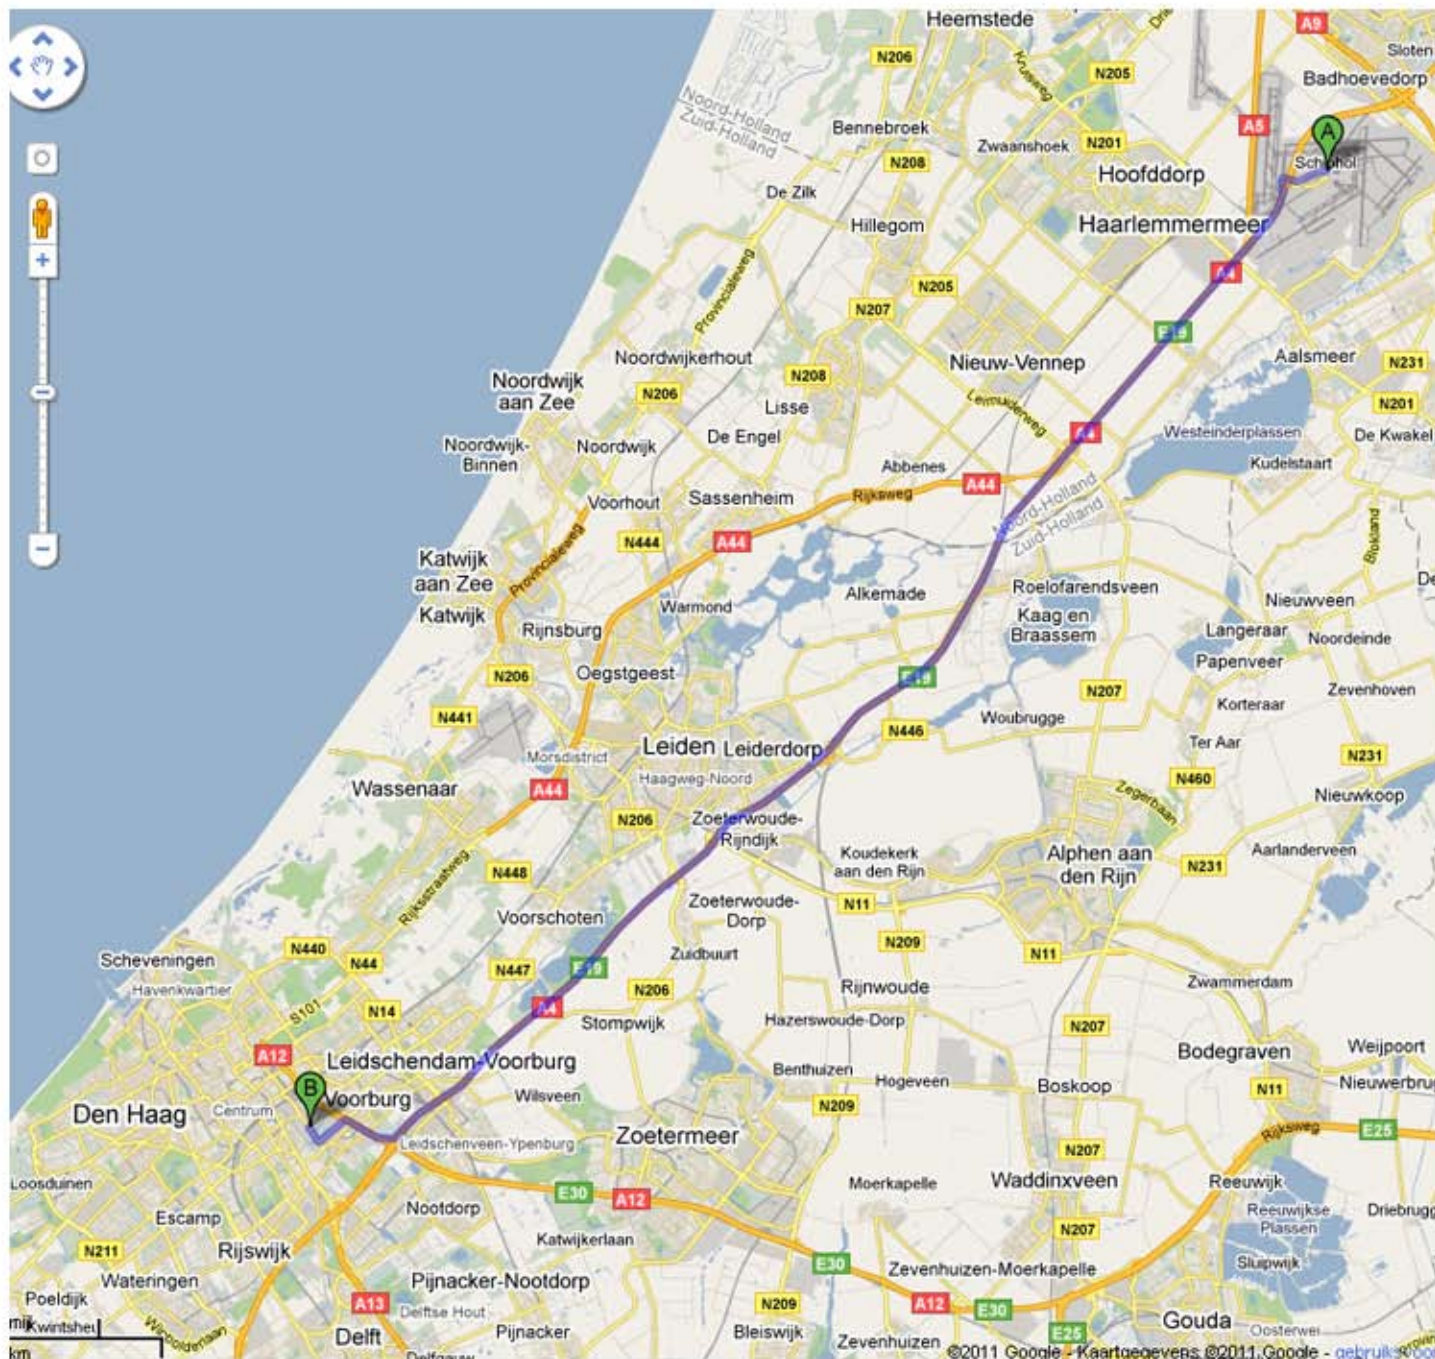 Heemstede
A9
Sloten
N206
N205
Kruisweg
Badhoevedorp
Noord-Holland
Zuid-Holland
Bennebroek
A5
A
Zwaanshoek
N201
N208
Schiphol
Hoofddorp
De Zilk
Hillegom
Haarlemmermeer
A4
Provincialeweg
N205
N207
E19
Noordwijkerhout
Nieuw-Vennep
Aalsmeer
N231
Noordwijk
aan Zee
N206
N208
Lisse
Leimuiderweg
N201
De Engel
A4
Westeinderplassen
De Kwakel
Noordwijk-
Binnen
Noordwijk
Abbenes
Kudelstaart
Voorhout
Sassenheim
Rijksweg
A44
Noord-Holland
Zuid-Holland
Blokland
N444
A44
Katwijk
aan Zee
Provincialeweg
Alkemade
Roelofarendsveen
De
Katwijk
Warmond
Kaag en
Braassem
Nieuwveen
Rijnsburg
Langeraar
Noordeinde
Oegstgeest
Papenveer
N206
E19
N207
Zevenhoven
Korteraar
N441
Woubrugge
N446
Leiden
Leiderdorp
Ter Aar
Morsdistrict
N231
Haagweg-Noord
N460
Wassenaar
A44
Zegerbaan
Nieuwkoop
N206
Zoeterwoude-
Rijndijk
Koudekerk
aan den Rijn
Alphen aan
den Rijn
Aarlanderveen
N448
N231
Rijksstraatweg
Voorschoten
Zoeterwoude-
Dorp
N11
N440
N209
Scheveningen
N44
N447
E19
Zuidbuurt
N11
Havenkwartier
N206
Rijnwoude
Zwammerdam
S101
N14
A4
Stompwijk
Hazerswoude-Dorp
N207
A12
Leidschendam-Voorburg
Bodegraven
Weijpoort
Benthuizen
Hogeveen
Boskoop
N11
Nieuwerbrug
B
Voorburg
Wilsveen
Den Haag
Centrum
N209
Leidschenveen-Ypenburg
Zoetermeer
Rijksweg
E25
N207
Loosduinen
E30
A12
Moerkapelle
Waddinxveen
Reeuwijk
Escamp
Nootdorp
Reeuwijkse
Plassen
Driebrugg
Katwijkerlaan
N207
N211
Rijswijk
Wateringen
Pijnacker-Nootdorp
E30
Zevenhuizen-Moerkapelle
Sluipwijk
Poeldijk
A13
Delftse Hout
N209
A12
E30
Gouda
Kwintsheul
Delft
Pijnacker
Bleiswijk
Zevenhuizen
E25
Oosterwei
km
©2011 Google - Kaartgegevens ©2011 Google -